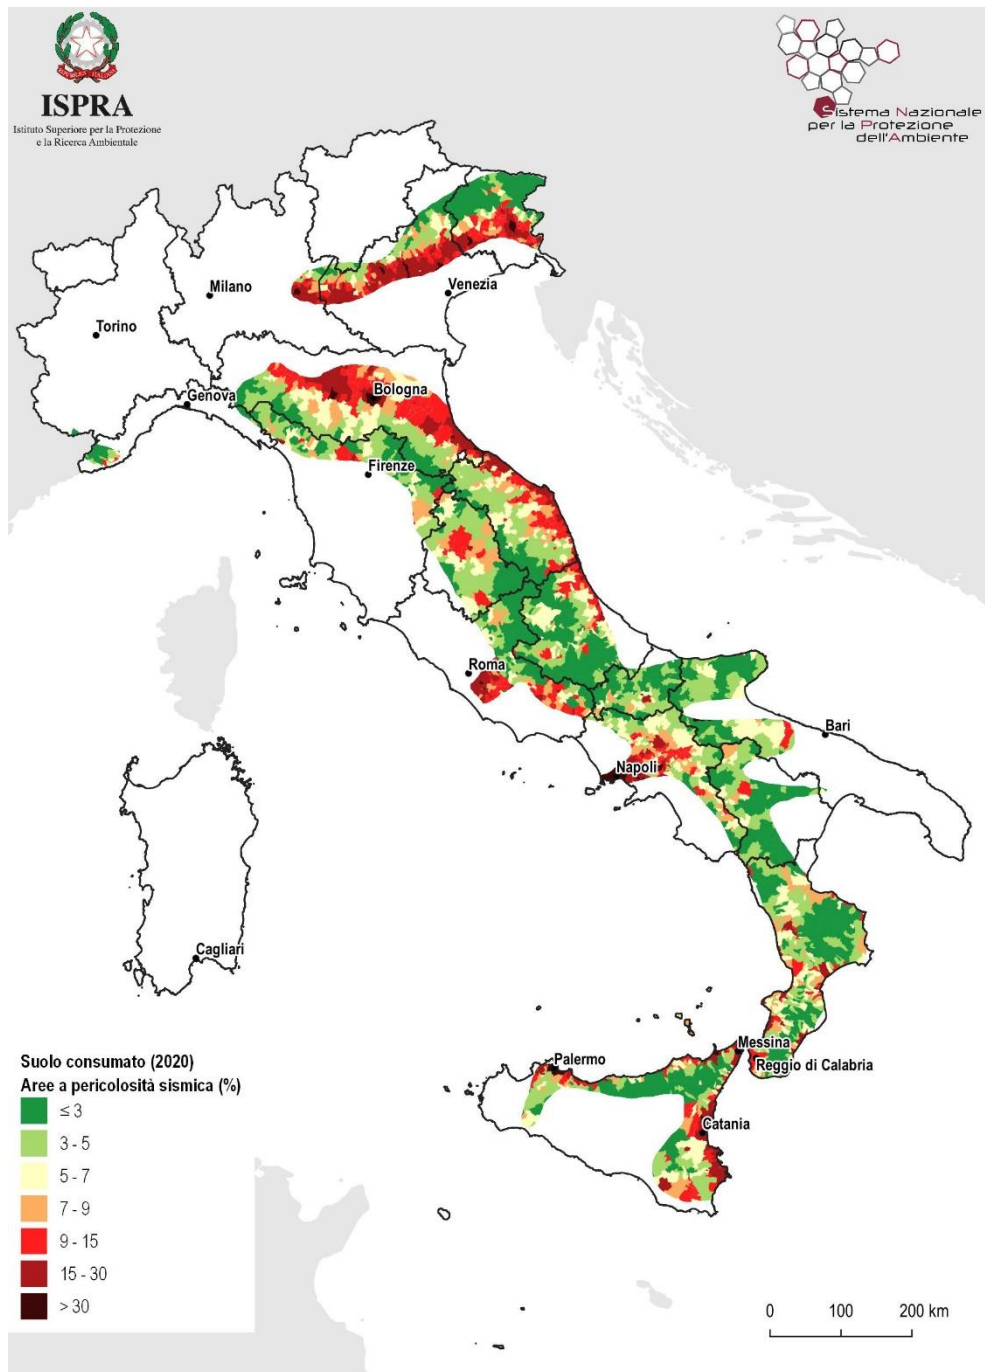 REPVBBLICA ITALIANA
ISPRA
Istituto Superiore per la Protezione
e la Ricerca Ambientale
Sistema Nazionale
per la Protezione
dell'Ambiente
Milano
Venezia
Torino
Genova
Bologna
Firenze
Roma
Bari
Napoli
Cagliari
Messina
Palermo
Reggio di Calabria
Catania
Suolo consumato (2020)
Aree a pericolosità sismica (%)
≤ 3
3 - 5
5 - 7
7 - 9
9 - 15
15 - 30
> 30
0 100 200 km